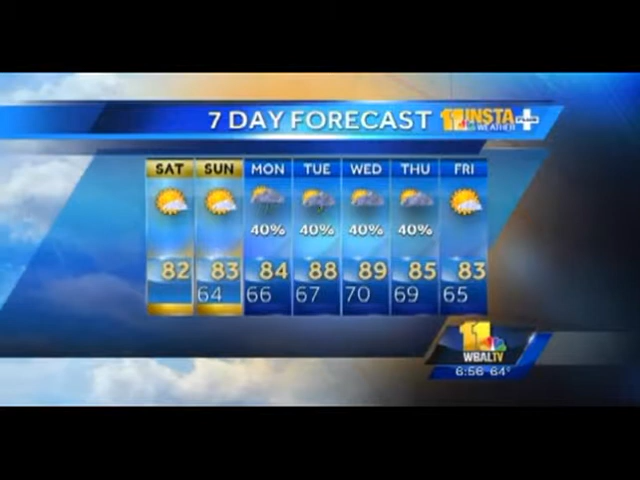 7 DAY FORECAST 11 INSTA WEATHER PLUS
SAT SUN MON TUE WED THU FRI
40% 40% 40% 40%
82 83 84 88 89 85 83
64 66 67 70 69 65
11
WBALTV
6:56 64°